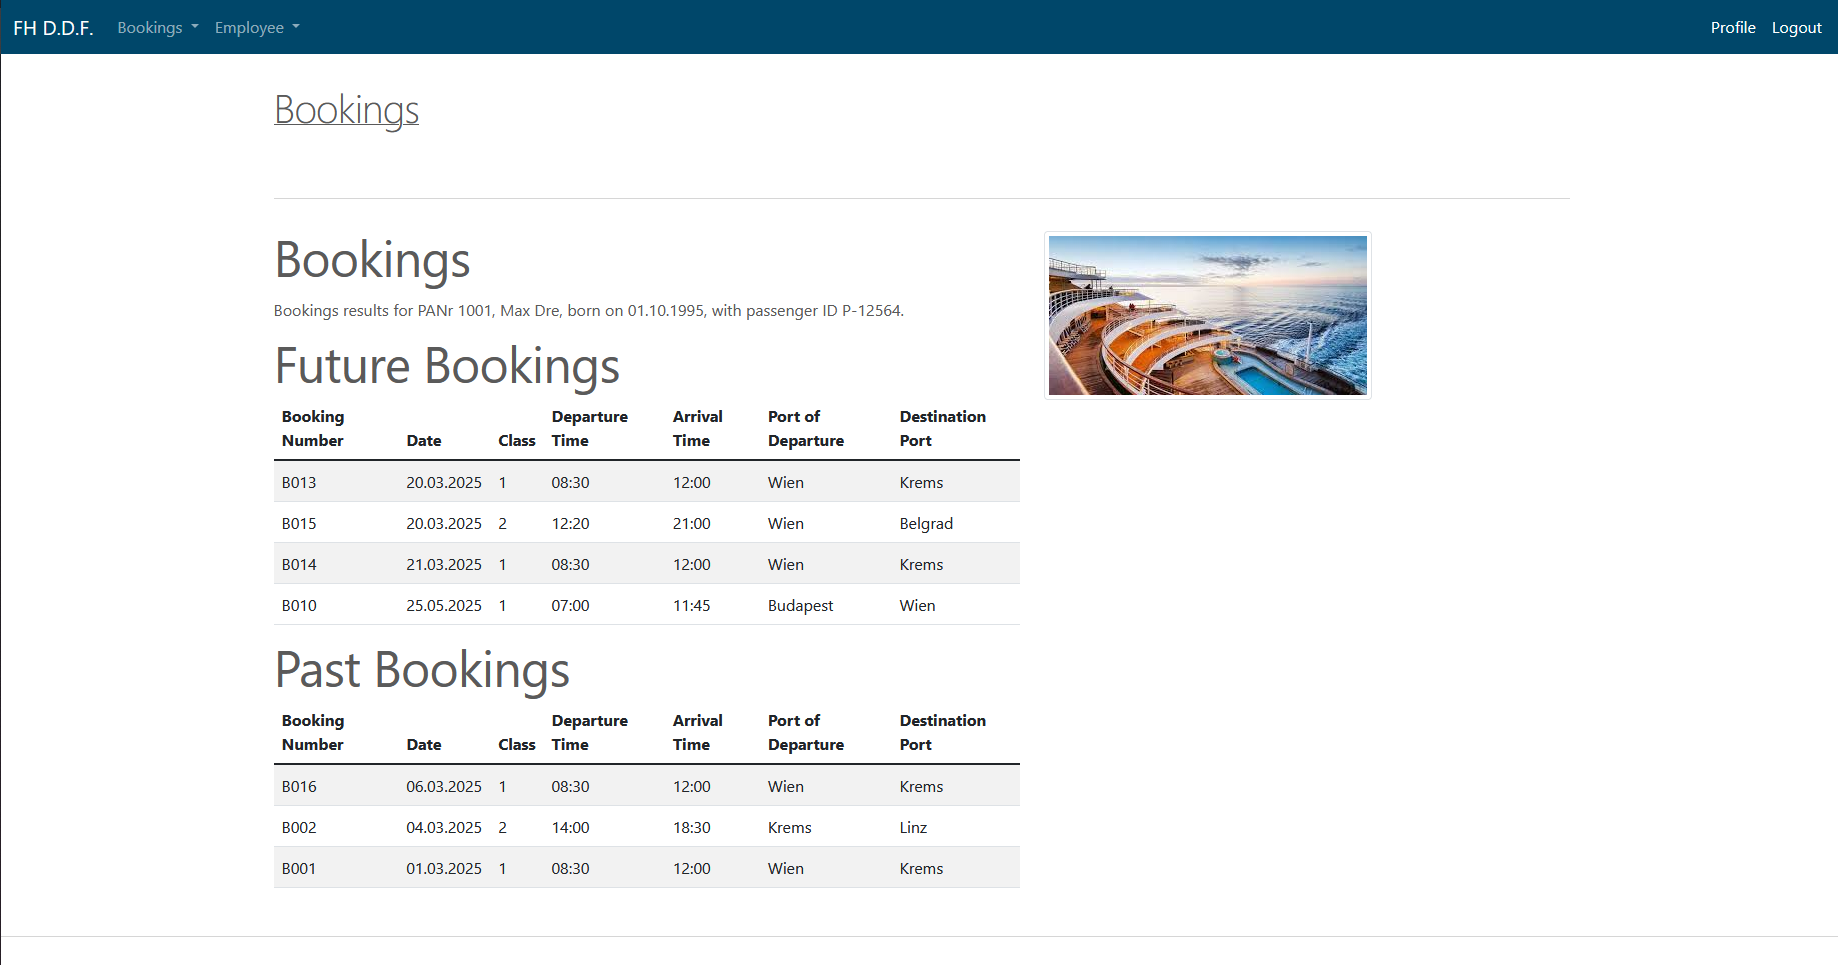 FH D.D.F. Bookings Employee Profile Logout
Bookings
Bookings
Bookings results for PANr 1001, Max Dre, born on 01.10.1995, with passenger ID P-12564.
Future Bookings
Booking Number Date Class Departure Time Arrival Time Port of Departure Destination Port
B013 20.03.2025 1 08:30 12:00 Wien Krems
B015 20.03.2025 2 12:20 21:00 Wien Belgrad
B014 21.03.2025 1 08:30 12:00 Wien Krems
B010 25.05.2025 1 07:00 11:45 Budapest Wien
Past Bookings
Booking Number Date Class Departure Time Arrival Time Port of Departure Destination Port
B016 06.03.2025 1 08:30 12:00 Wien Krems
B002 04.03.2025 2 14:00 18:30 Krems Linz
B001 01.03.2025 1 08:30 12:00 Wien Krems